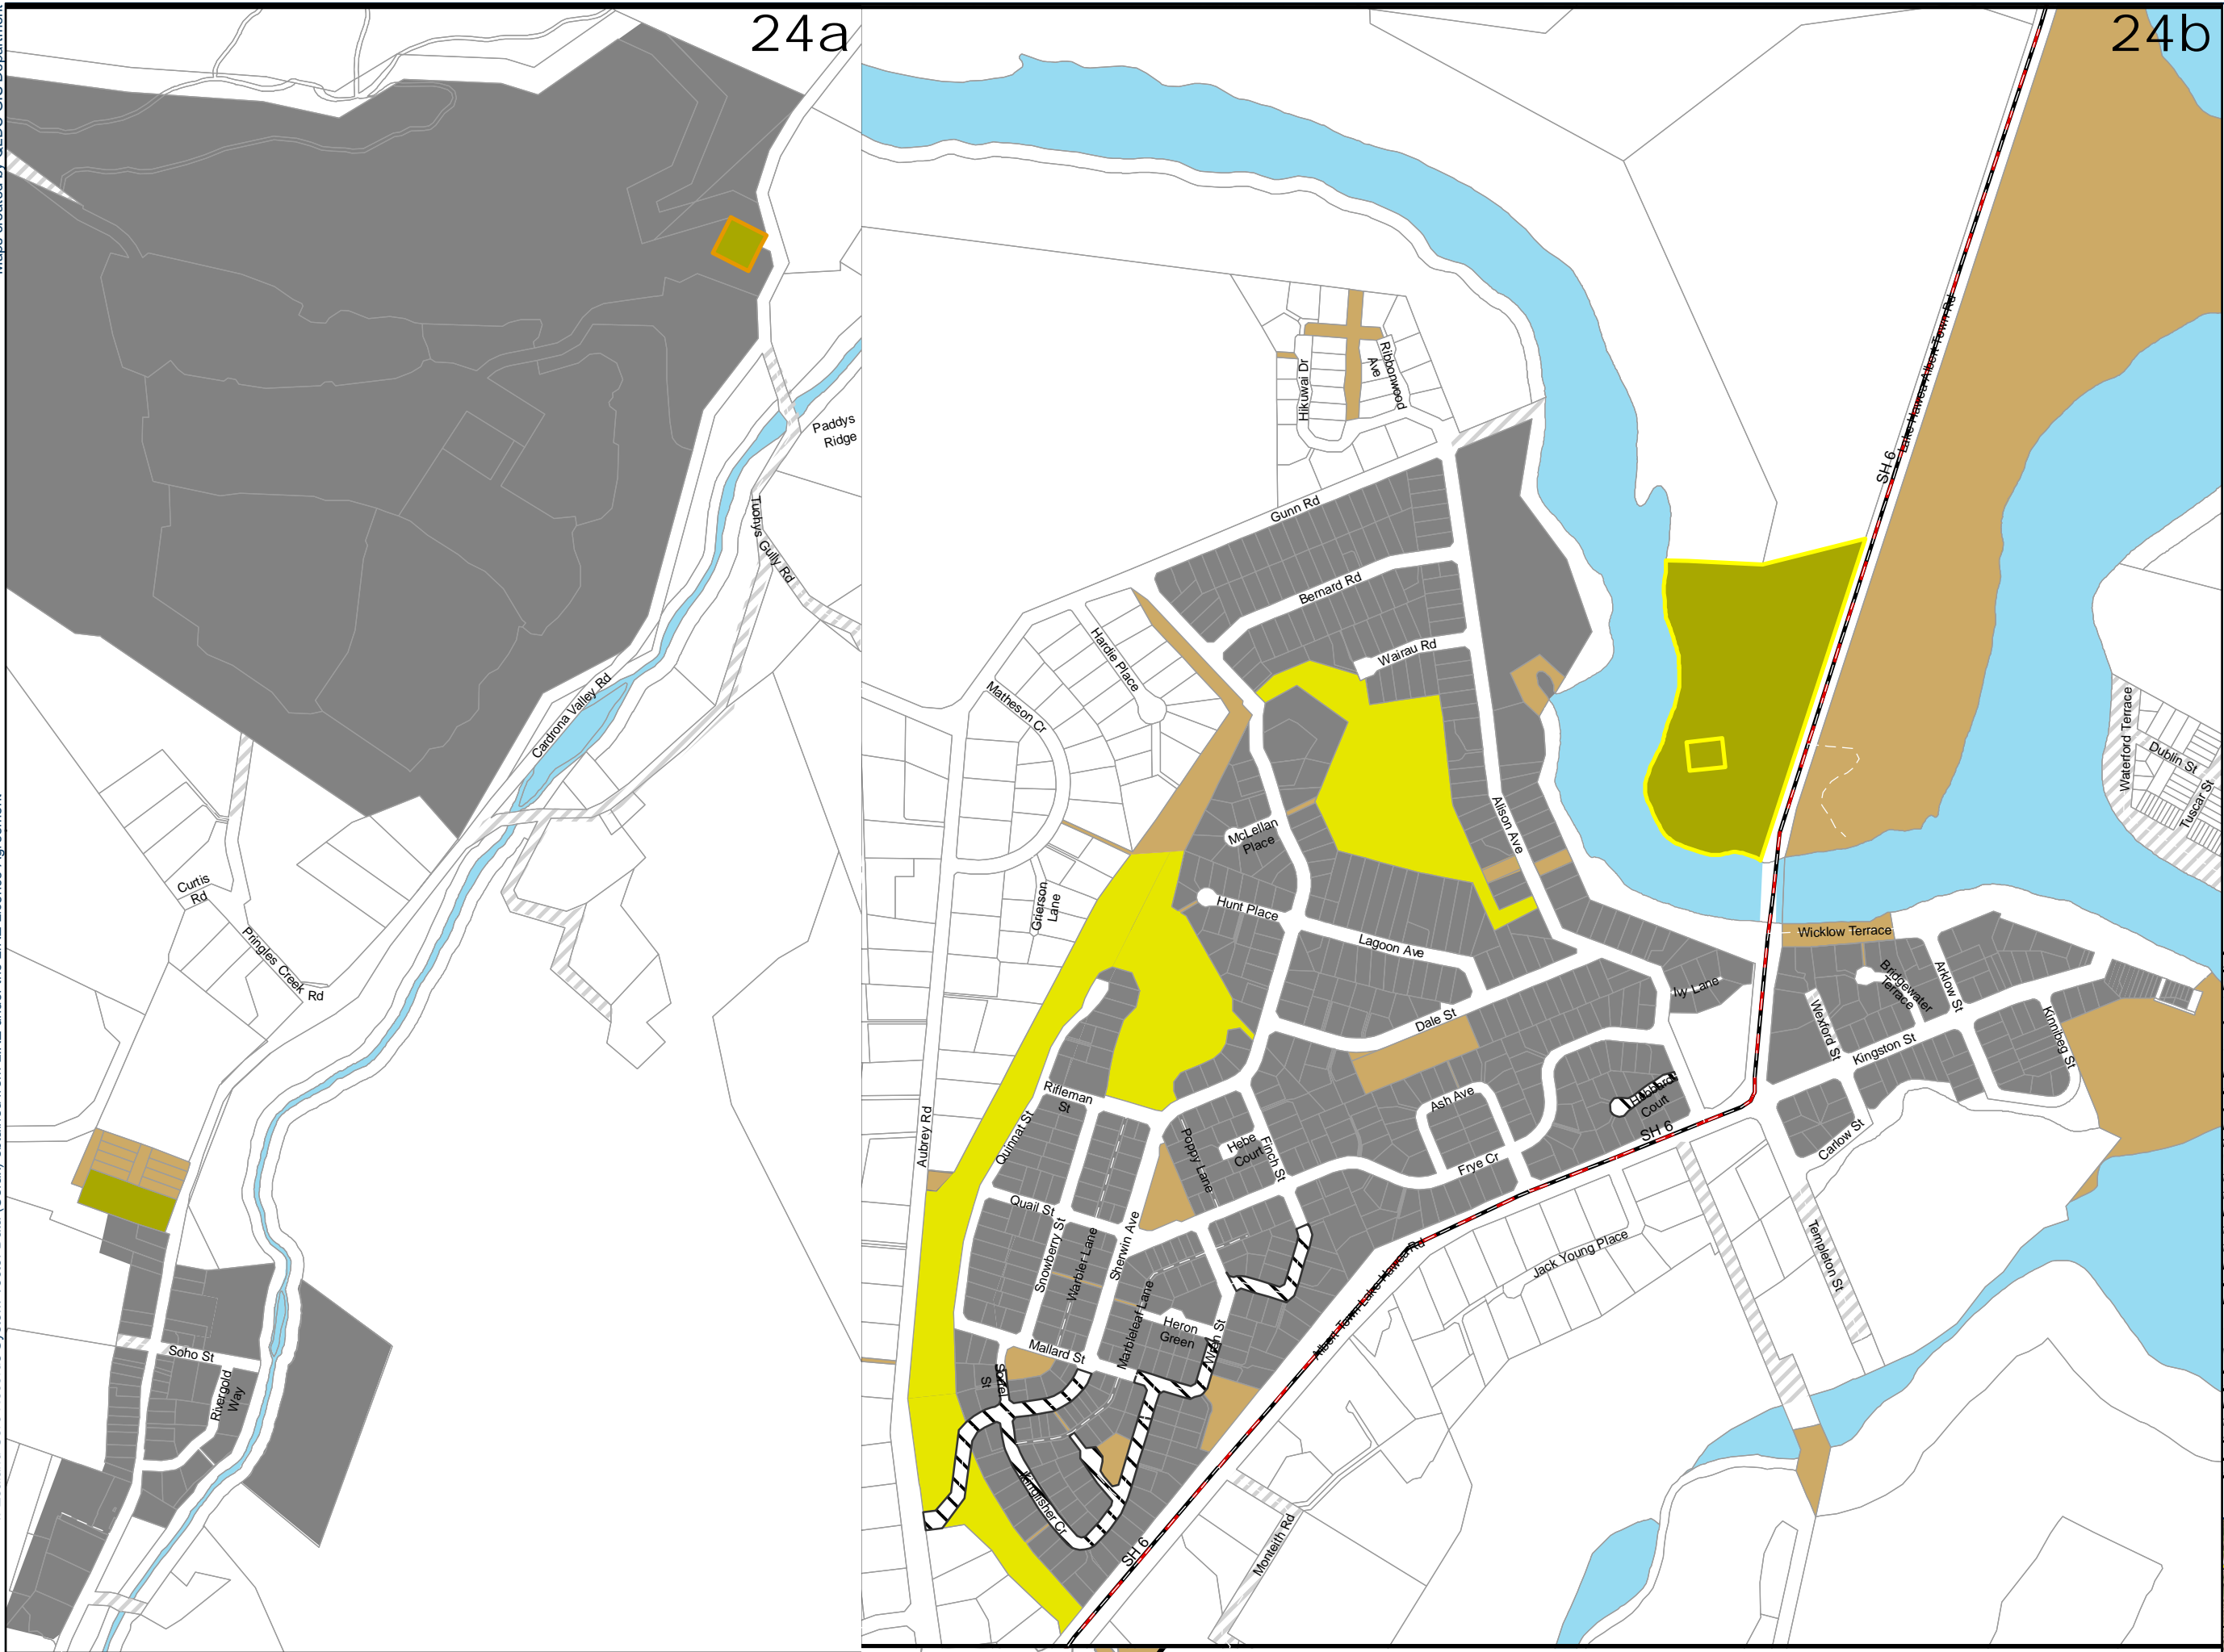 24a
24b
Paddys
Ridge
Tuohys Gully Rd
Cardrona Valley Rd
Curtis
Rd
Pringles Creek Rd
Soho St
Rivergold
Way
SH 6
Lake Hawea-Albert Town Rd
Hikuwai Dr
Ribbonwood
Ave
Gunn Rd
Bernard Rd
Wairau Rd
Hardie Place
Matheson Cr
Grierson
Lane
McLellan
Place
Hunt Place
Lagoon Ave
Alison Ave
Dale St
Ivy Lane
Wicklow Terrace
Bridgewater
Terrace
Arklow St
Wexford St
Kingston St
Kinnibeg St
Carlow St
Waterford Terrace
Dublin St
Tuscar St
Hubbard
Court
SH 6
Ash Ave
Frye Cr
Rifleman
St
Quinnat St
Aubrey Rd
Poppy Lane
Hebe
Court
Finch St
Quail St
Snowberry St
Warbler Lane
Sherwin Ave
Marbleleaf Lane
Heron
Green
Wren St
Mallard St
St
Kingfisher Cr
Albert Town-Lake Hawea Rd
Jack Young Place
Templeton St
Monteith Rd
SH 6